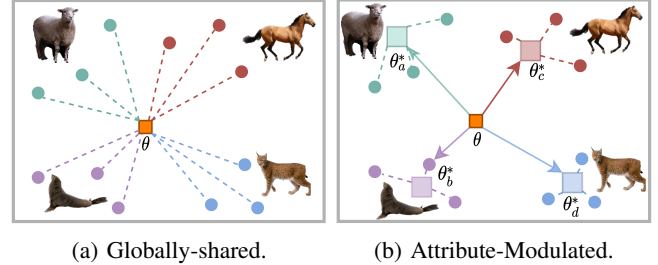 θ
θ*a
θ*c
θ
θ*b
θ*d
(a) Globally-shared.
(b) Attribute-Modulated.